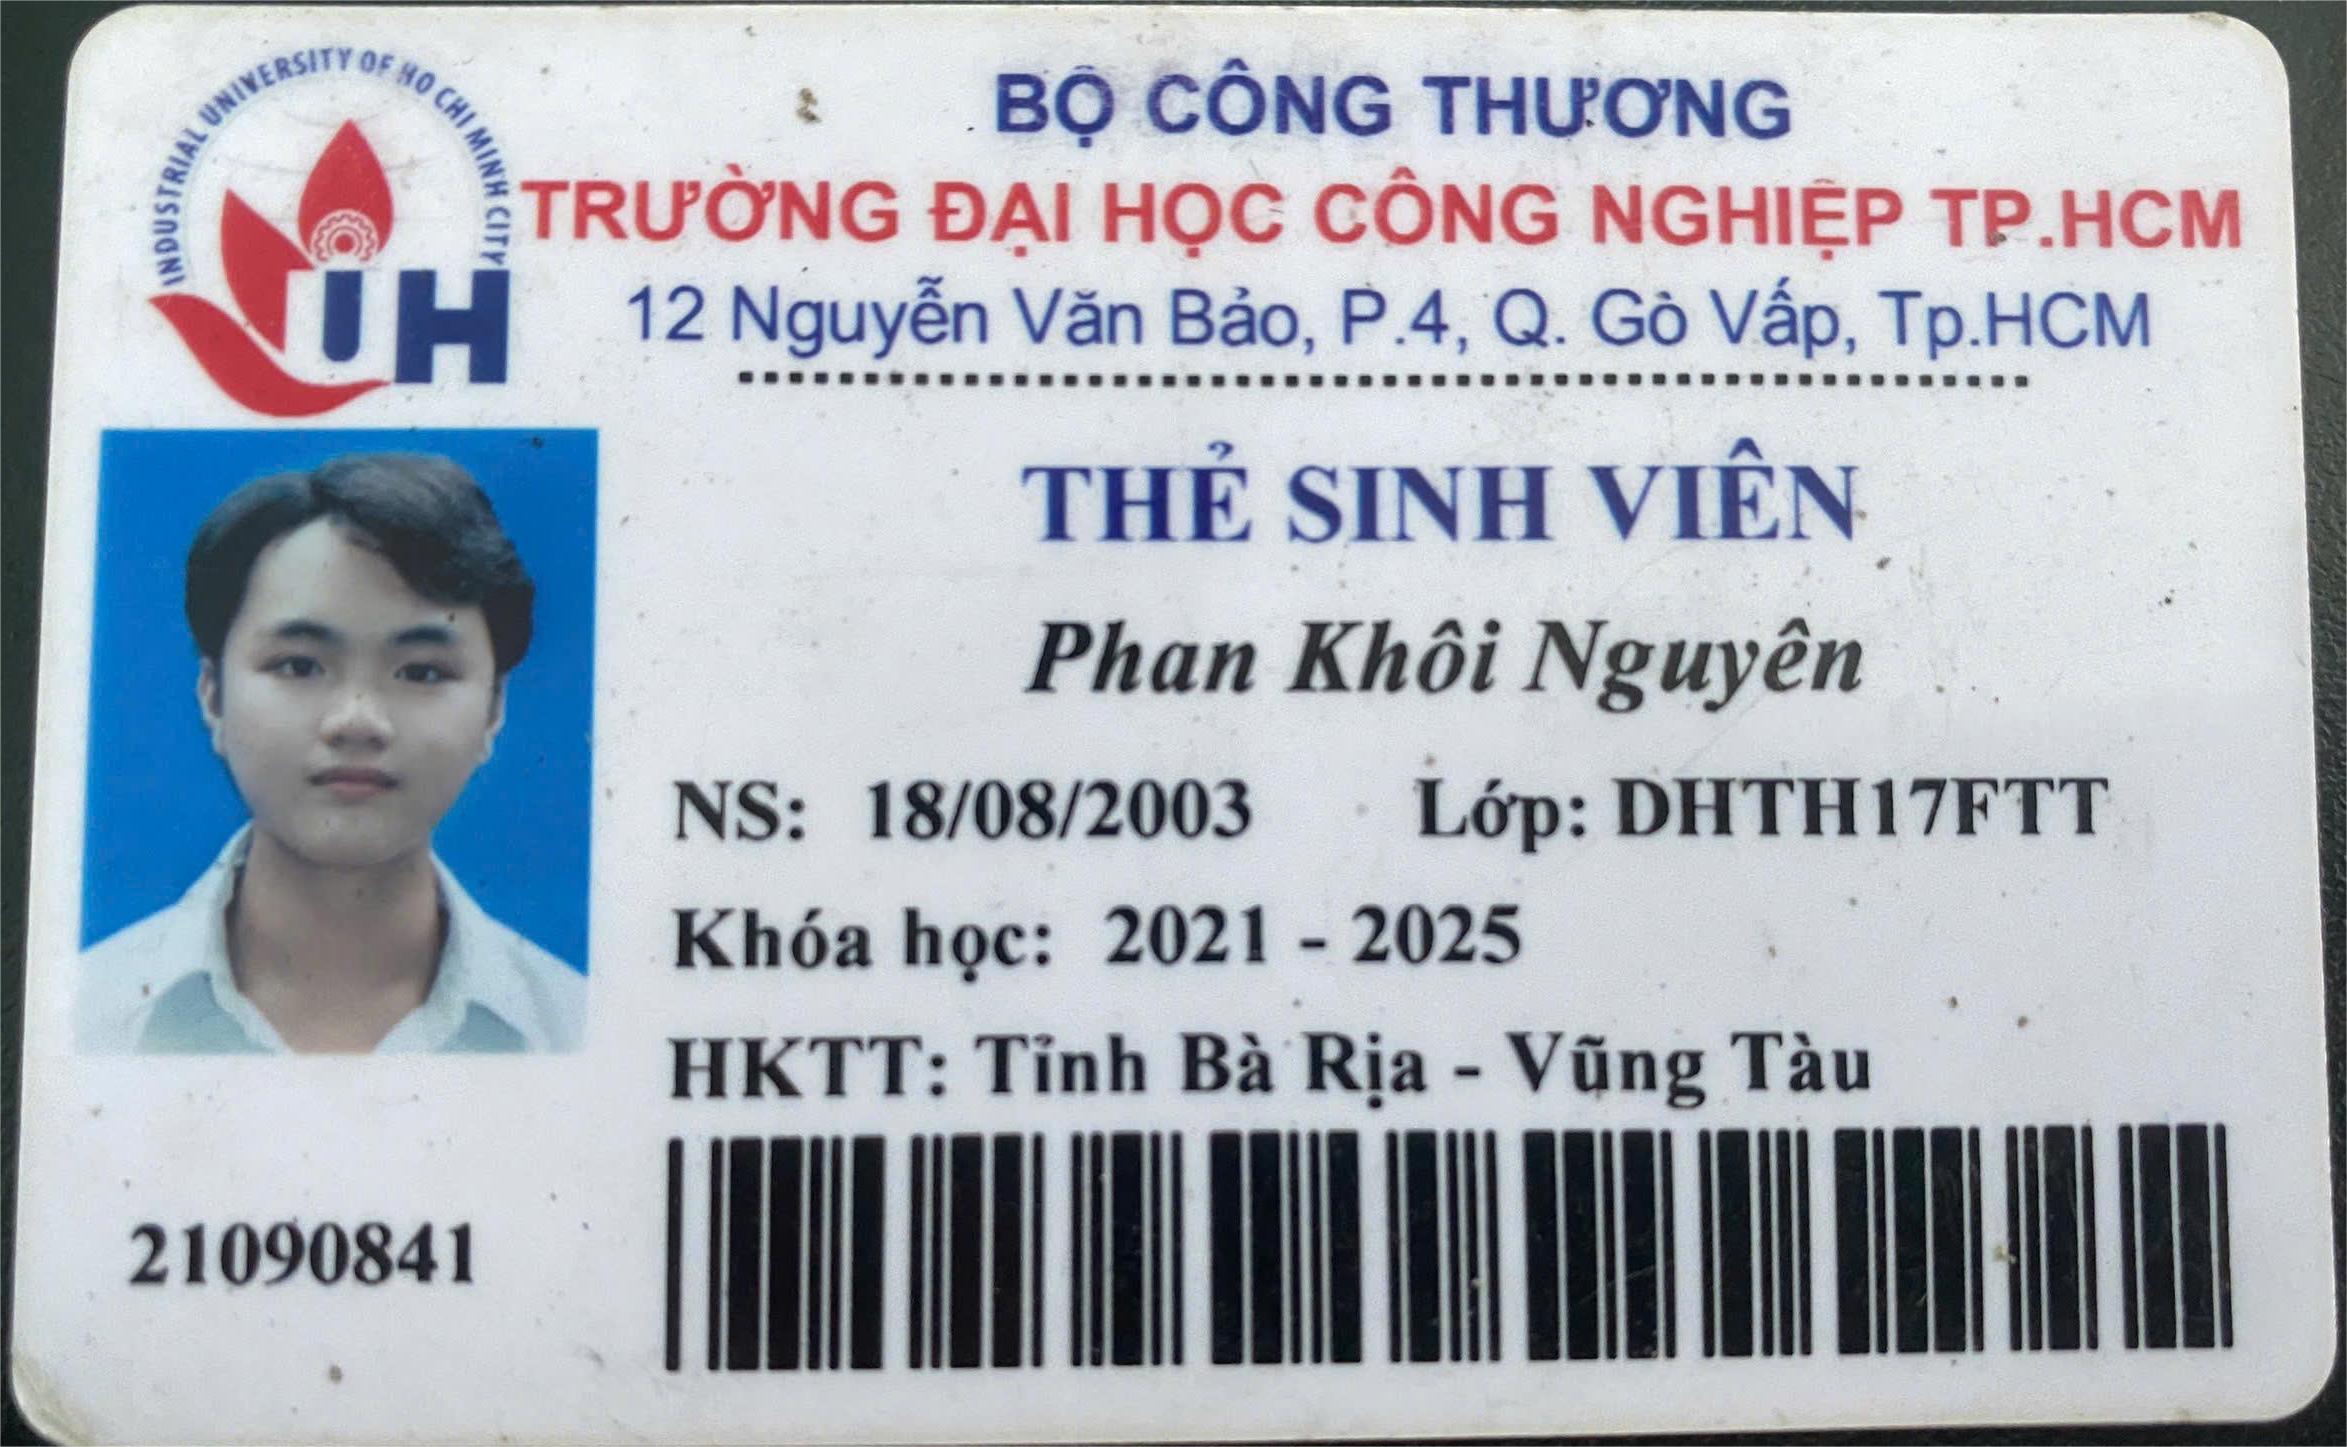 INDUSTRIAL UNIVERSITY OF HO CHI MINH CITY
IUH
BỘ CÔNG THƯƠNG
TRƯỜNG ĐẠI HỌC CÔNG NGHIỆP TP.HCM
12 Nguyễn Văn Bảo, P.4, Q. Gò Vấp, Tp.HCM
THẺ SINH VIÊN
Phan Khôi Nguyên
NS: 18/08/2003 Lớp: DHTH17FTT
Khóa học: 2021 - 2025
HKTT: Tỉnh Bà Rịa - Vũng Tàu
21090841